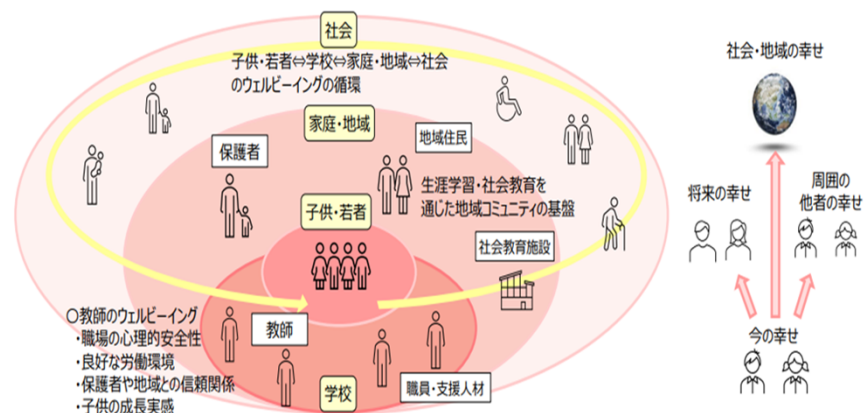 社会
子供・若者⇔学校⇔家庭・地域⇔社会
のウェルビーイングの循環
家庭・地域
地域住民
保護者
生涯学習・社会教育を
通じた地域コミュニティの基盤
子供・若者
社会教育施設
〇教師のウェルビーイング
・職場の心理的安全性
・良好な労働環境
・保護者や地域との信頼関係
・子供の成長実感
教師
学校
職員・支援人材
社会・地域の幸せ
将来の幸せ
周囲の
他者の幸せ
今の幸せ